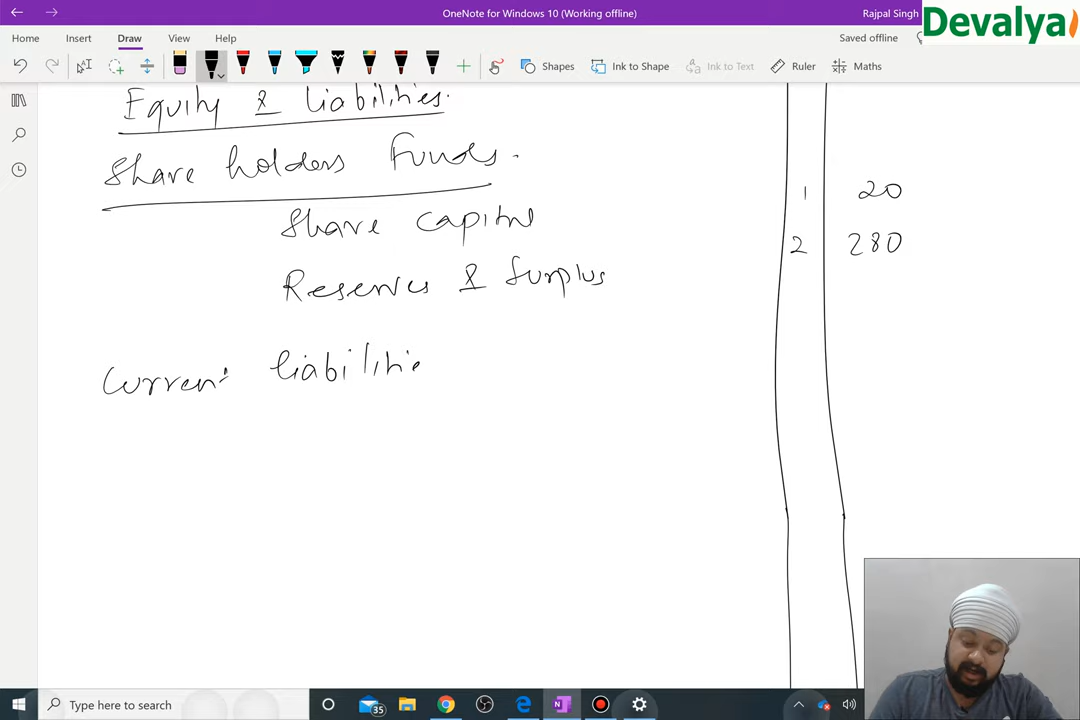 OneNote for Windows 10 (Working offline)
Rajpal Singh
Devalya
Home Insert Draw View Help
Saved offline
Shapes Ink to Shape Ink to Text Ruler Maths
Equity & liabilities.
Share holders Funds.
Share capital 1 20
Reserves & Surplus 2 280
Current liabilitie
Type here to search
35